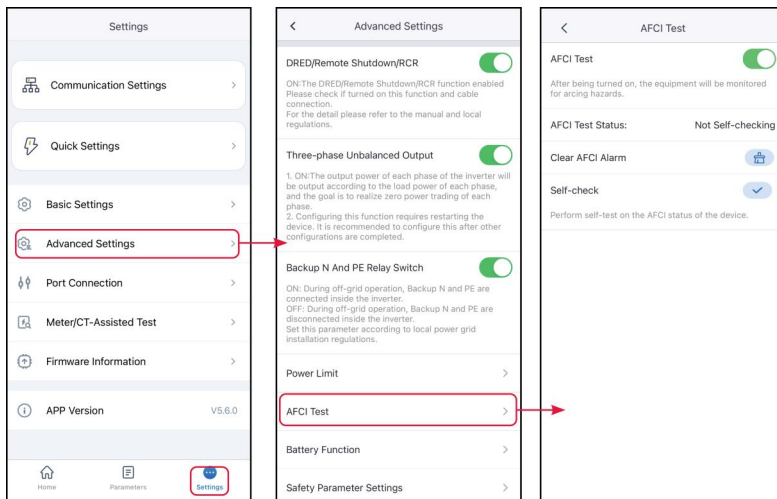 Settings
Communication Settings
Quick Settings
Basic Settings
Advanced Settings
Port Connection
Meter/CT-Assisted Test
Firmware Information
APP Version V5.6.0
Home Parameters Settings
Advanced Settings
DRED/Remote Shutdown/RCR
ON:The DRED/Remote Shutdown/RCR function enabled
Please check if turned on this function and cable
connection.
For the detail please refer to the manual and local
regulations.
Three-phase Unbalanced Output
1. ON:The output power of each phase of the inverter will
be output according to the load power of each phase,
and the goal is to realize zero power trading of each
phase.
2. Configuring this function requires restarting the
device. It is recommended to configure this after other
configurations are completed.
Backup N And PE Relay Switch
ON: During off-grid operation, Backup N and PE are
connected inside the inverter.
OFF: During off-grid operation, Backup N and PE are
disconnected inside the inverter.
Set this parameter according to local power grid
installation regulations.
Power Limit
AFCI Test
Battery Function
Safety Parameter Settings
AFCI Test
AFCI Test
After being turned on, the equipment will be monitored
for arcing hazards.
AFCI Test Status: Not Self-checking
Clear AFCI Alarm
Self-check
Perform self-test on the AFCI status of the device.